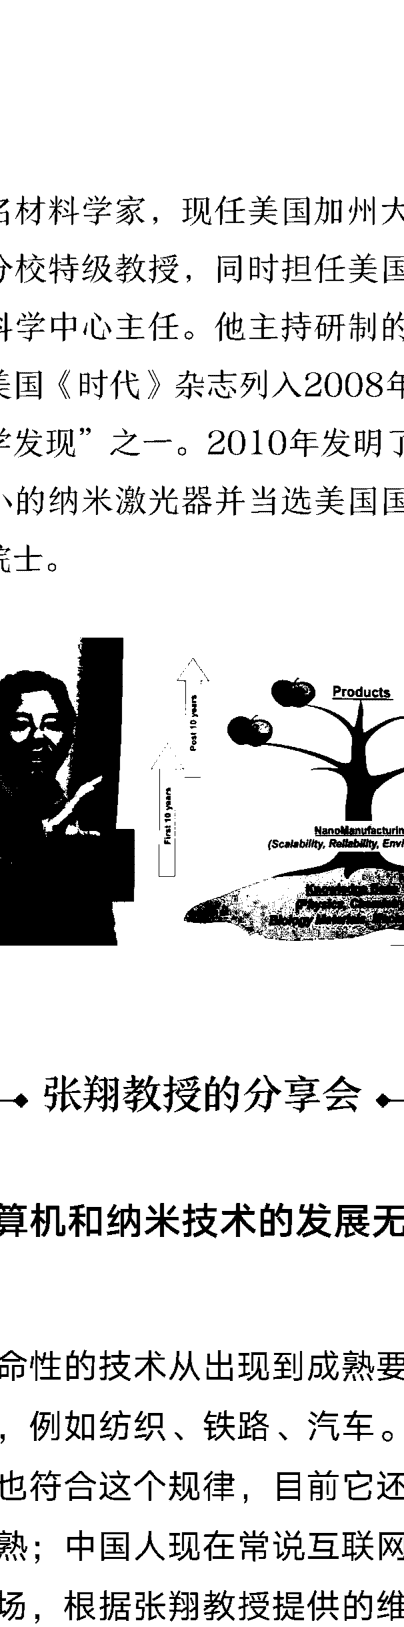 名材料学家，现任美国加州大
分校特级教授，同时担任美国
科学中心主任。他主持研制的
美国《时代》杂志列入2008年
学发现”之一。2010年发明了
小的纳米激光器并当选美国国
院士。
Products
Post 10 years
First 10 years
NanoManufacturin
(Scalability, Reliability, Envi
Knowledge Base
(Physics, Chemistry
Biology
张翔教授的分享会
算机和纳米技术的发展无
命性的技术从出现到成熟要
，例如纺织、铁路、汽车。
也符合这个规律，目前它还
熟；中国人现在常说互联网
场，根据张翔教授提供的维